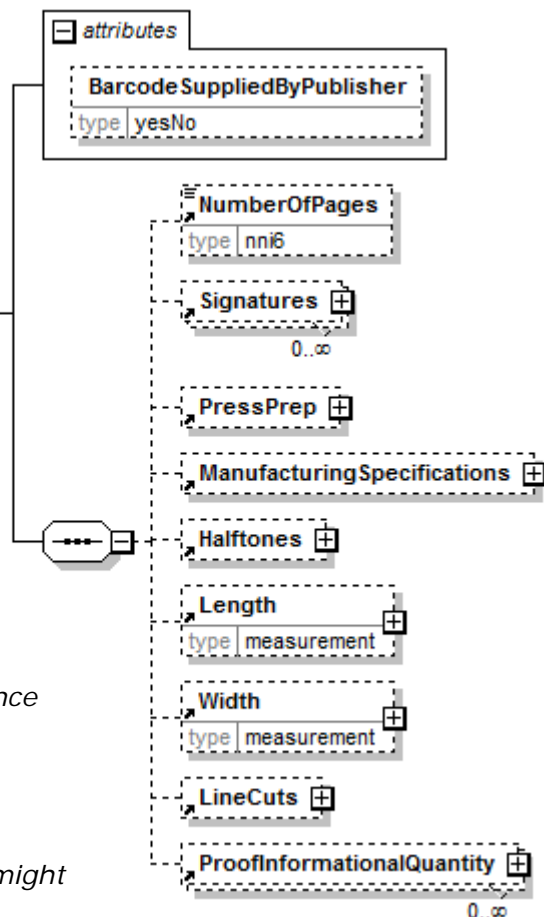 attributes
BarcodeSuppliedByPublisher
type yesNo
NumberOfPages
type nni6
Signatures
0..∞
PressPrep
ManufacturingSpecifications
Halftones
Length
type measurement
nce
Width
type measurement
LineCuts
might
ProofInformationalQuantity
0..∞